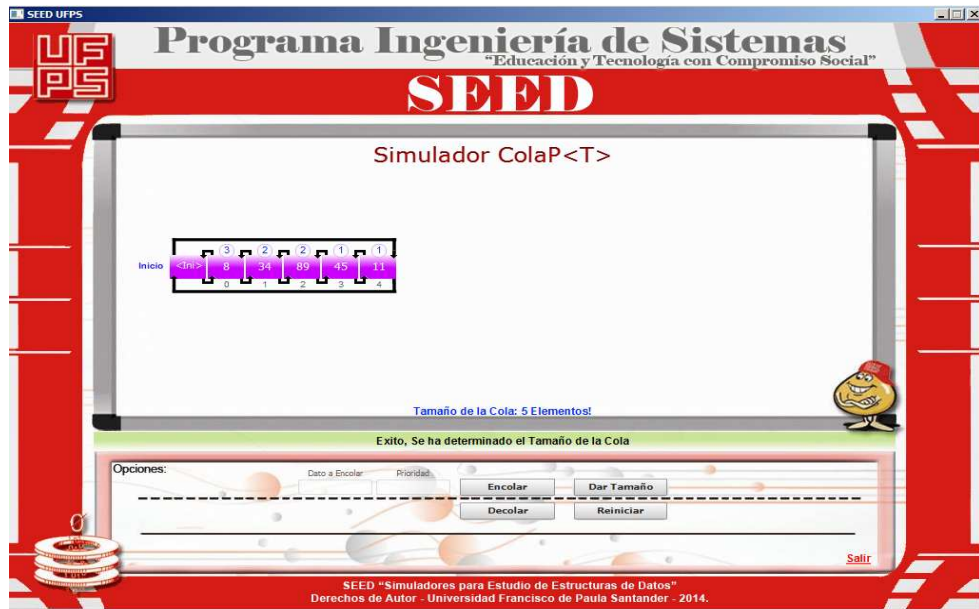 SEED UFPS
UFPS
Programa Ingeniería de Sistemas
“Educación y Tecnología con Compromiso Social”
SEED
Simulador ColaP<T>
3 2 2 1 1
Inicio <Ini> 8 34 89 45 11
0 1 2 3 4
Tamaño de la Cola: 5 Elementos!
Exito, Se ha determinado el Tamaño de la Cola
Opciones:
Dato a Encolar Prioridad
Encolar Dar Tamaño
Decolar Reiniciar
Salir
SEED “Simuladores para Estudio de Estructuras de Datos”
Derechos de Autor - Universidad Francisco de Paula Santander - 2014.